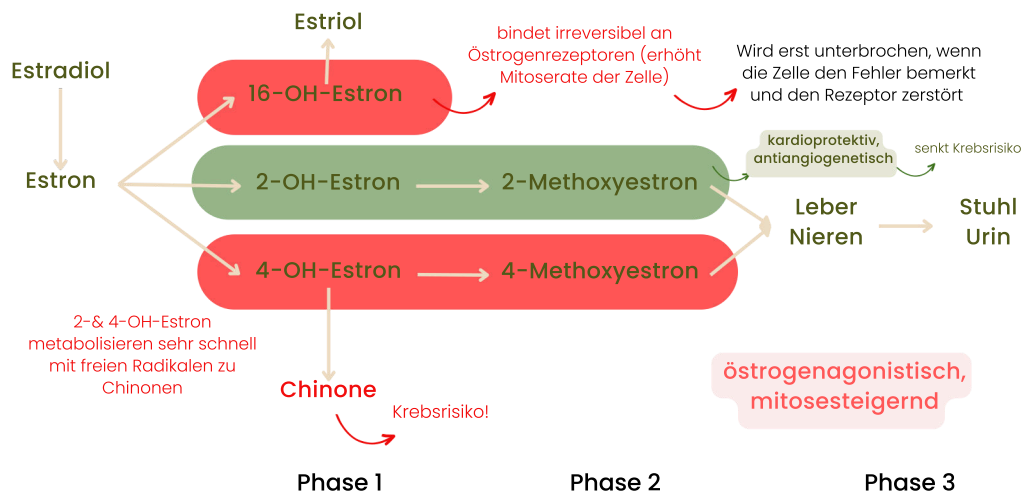 Estriol
bindet irreversibel an
Östrogenrezeptoren (erhöht
Mitoserate der Zelle)
Wird erst unterbrochen, wenn
die Zelle den Fehler bemerkt
und den Rezeptor zerstört
Estradiol
16-OH-Estron
kardioprotektiv,
antiangiogenetisch
senkt Krebsrisiko
Estron
2-OH-Estron
2-Methoxyestron
Leber
Nieren
Stuhl
Urin
4-OH-Estron
4-Methoxyestron
2-& 4-OH-Estron
metabolisieren sehr schnell
mit freien Radikalen zu
Chinonen
Chinone
Krebsrisiko!
östrogenagonistisch,
mitosesteigernd
Phase 1
Phase 2
Phase 3